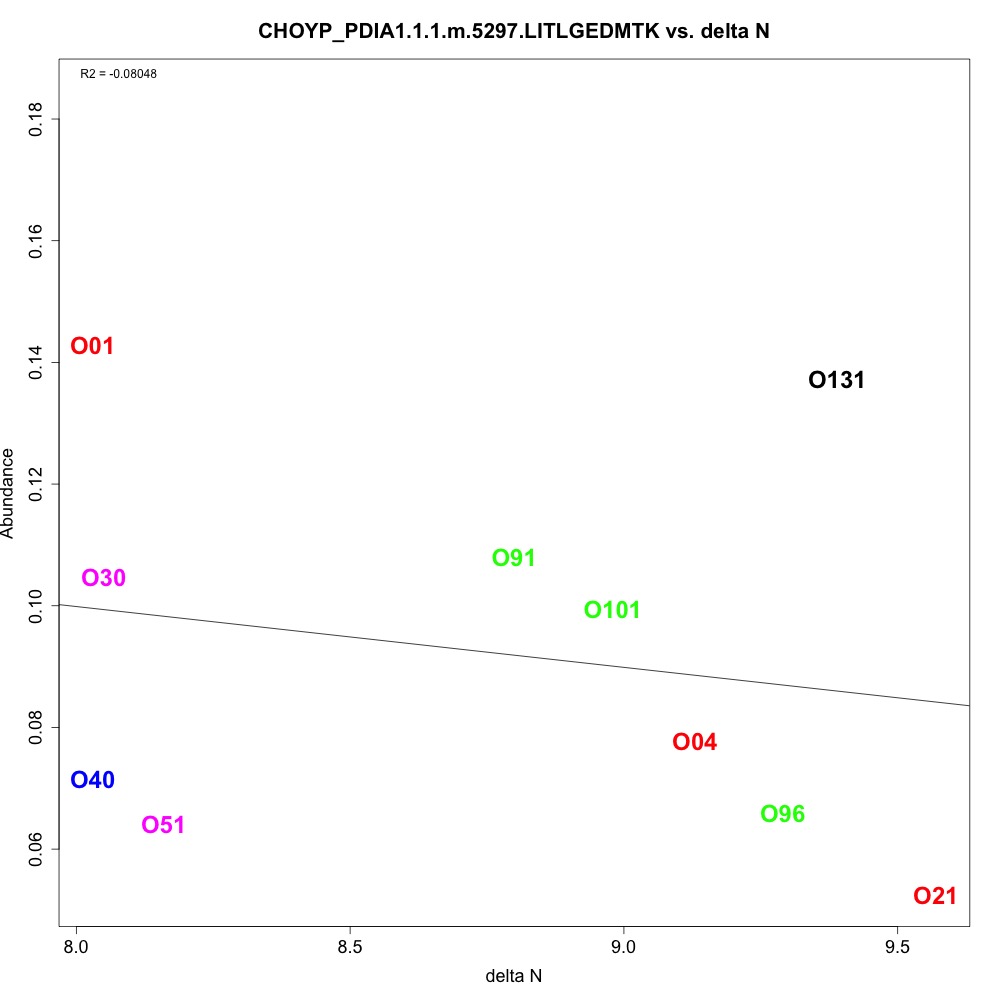 CHOYP_PDIA1.1.1.m.5297.LITLGEDMTK vs. delta N
R2 = -0.08048
0.18
0.16
O01
0.14
O131
Abundance
0.12
O91
O30
0.10
O101
0.08
O04
O40
O96
O51
0.06
O21
8.0 8.5 9.0 9.5
delta N